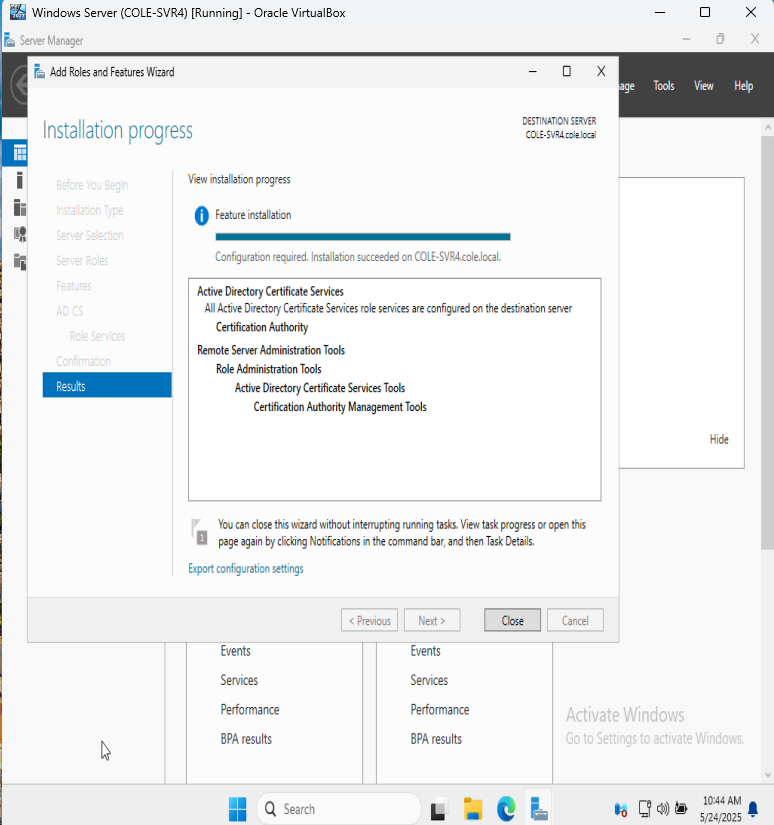 Windows Server (COLE-SVR4) [Running] - Oracle VirtualBox
Server Manager
Add Roles and Features Wizard
age Tools View Help
Installation progress
DESTINATION SERVER
COLE-SVR4.cole.local
Before You Begin
Installation Type
Server Selection
Server Roles
Features
AD CS
Role Services
Confirmation
Results
View installation progress
Feature installation
Configuration required. Installation succeeded on COLE-SVR4.cole.local.
Active Directory Certificate Services
All Active Directory Certificate Services role services are configured on the destination server
Certification Authority
Remote Server Administration Tools
Role Administration Tools
Active Directory Certificate Services Tools
Certification Authority Management Tools
Hide
1
You can close this wizard without interrupting running tasks. View task progress or open this
page again by clicking Notifications in the command bar, and then Task Details.
Export configuration settings
< Previous
Next >
Close
Cancel
Events
Services
Performance
BPA results
Events
Services
Performance
BPA results
Activate Windows
Go to Settings to activate Windows.
Search
10:44 AM
5/24/2025